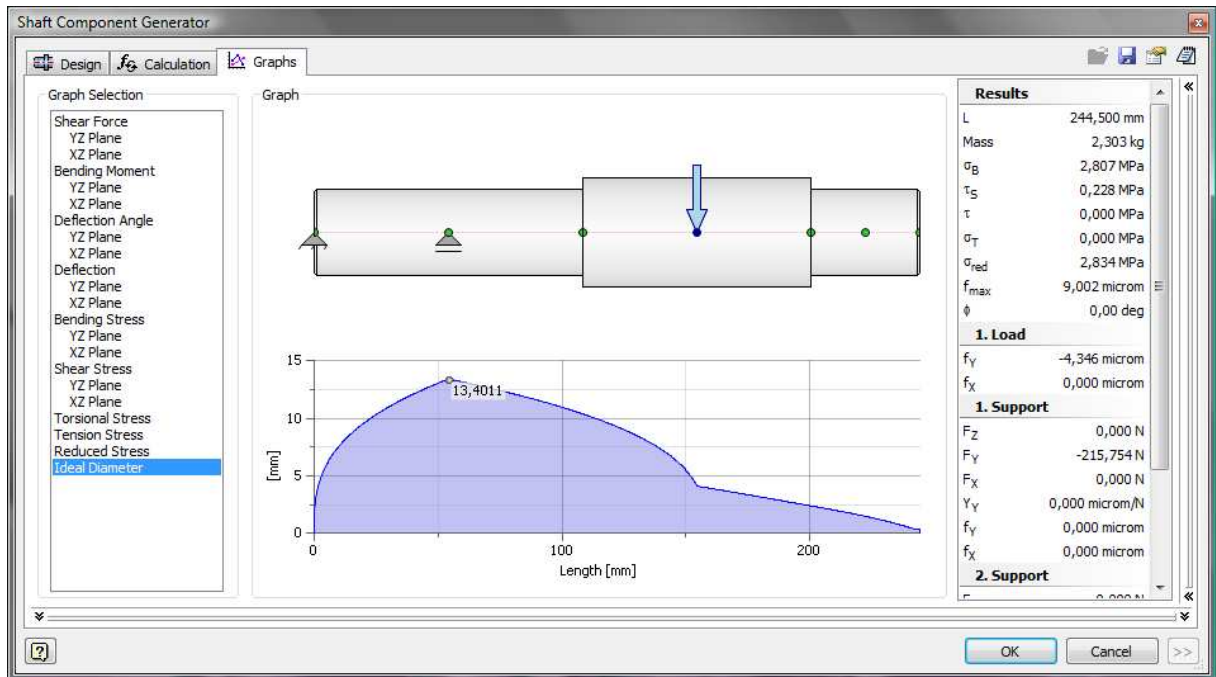 Shaft Component Generator
Design
Calculation
Graphs
Graph Selection
Shear Force
YZ Plane
XZ Plane
Bending Moment
YZ Plane
XZ Plane
Deflection Angle
YZ Plane
XZ Plane
Deflection
YZ Plane
XZ Plane
Bending Stress
YZ Plane
XZ Plane
Shear Stress
YZ Plane
XZ Plane
Torsional Stress
Tension Stress
Reduced Stress
Ideal Diameter
Graph
15
10
5
0
[mm]
13,4011
0 100 200
Length [mm]
Results
L 244,500 mm
Mass 2,303 kg
σB 2,807 MPa
τS 0,228 MPa
τ 0,000 MPa
σT 0,000 MPa
σred 2,834 MPa
fmax 9,002 microm
ϕ 0,00 deg
1. Load
fY -4,346 microm
fX 0,000 microm
1. Support
FZ 0,000 N
FY -215,754 N
FX 0,000 N
YY 0,000 microm/N
fY 0,000 microm
fX 0,000 microm
2. Support
OK
Cancel
>>